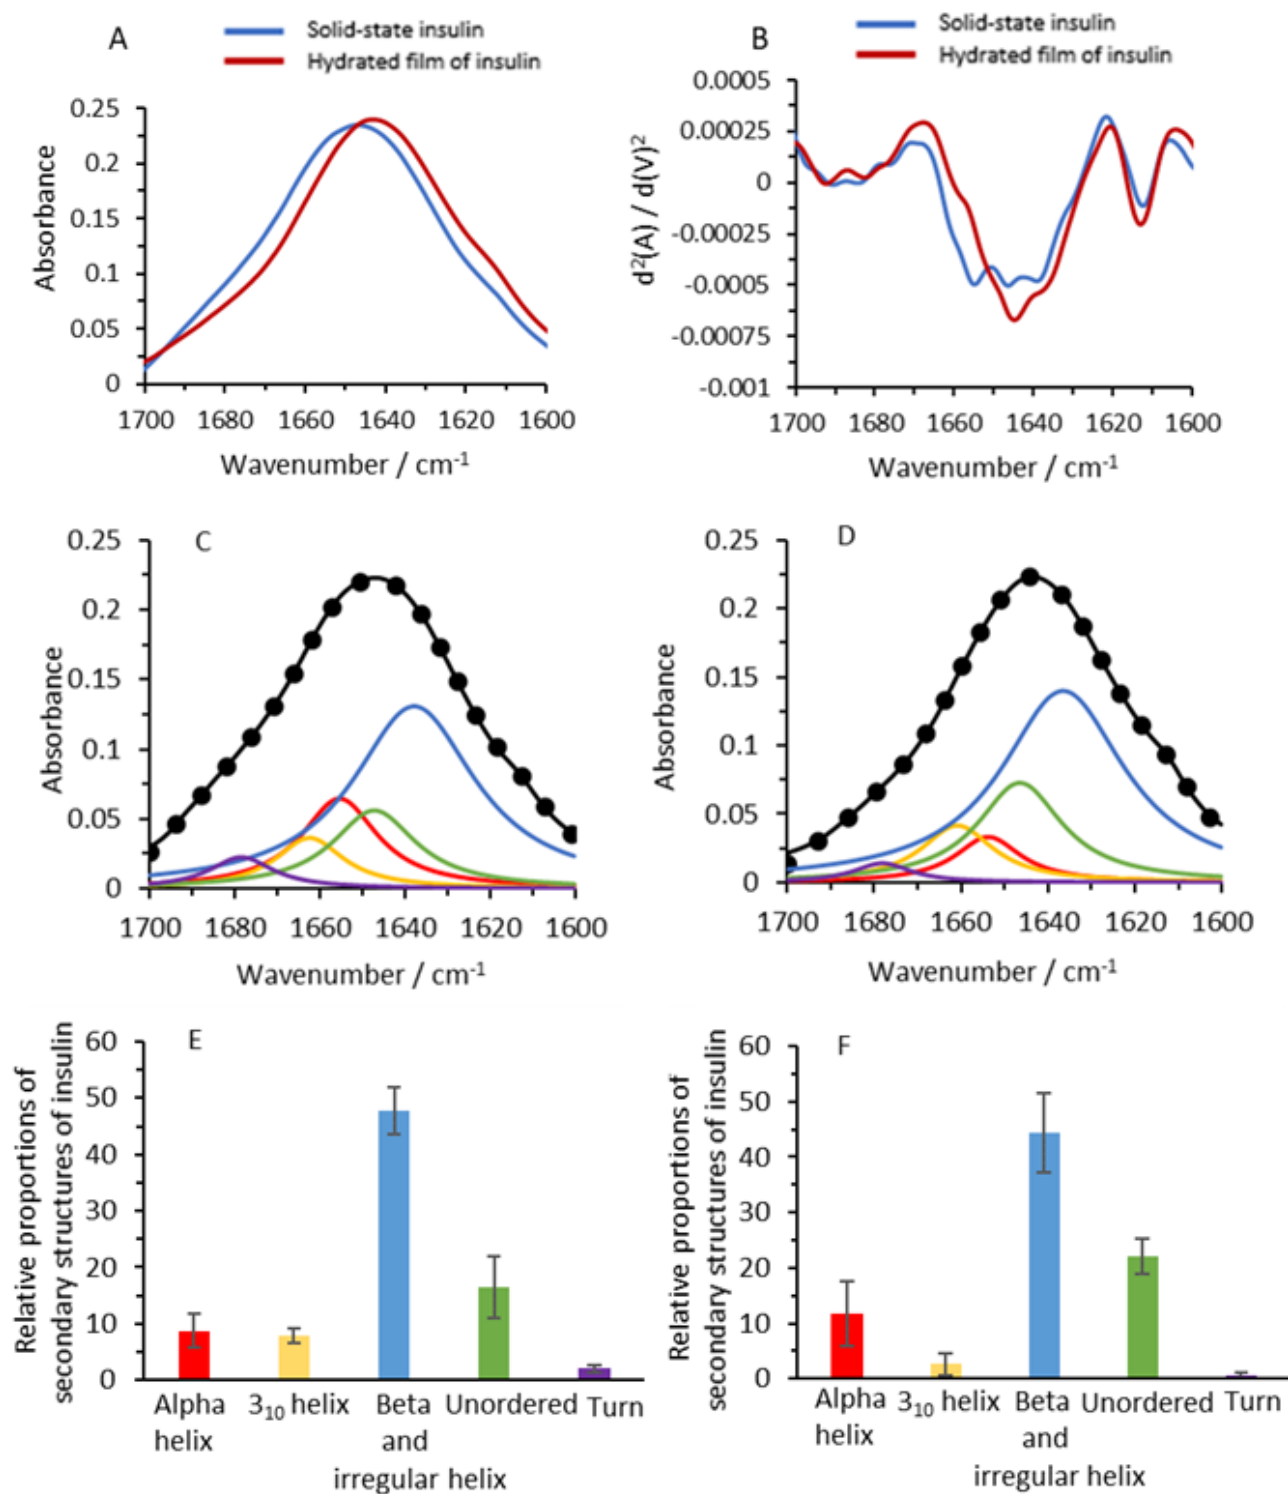 A
Solid-state insulin
Hydrated film of insulin
0.25
0.2
0.15
0.1
0.05
0
Absorbance
1700 1680 1660 1640 1620 1600
Wavenumber / cm⁻¹
B
Solid-state insulin
Hydrated film of insulin
0.0005
0.00025
0
-0.00025
-0.0005
-0.00075
-0.001
d²(A) / d(V)²
1700 1680 1660 1640 1620 1600
Wavenumber / cm⁻¹
C
0.25
0.2
0.15
0.1
0.05
0
Absorbance
1700 1680 1660 1640 1620 1600
Wavenumber / cm⁻¹
D
0.25
0.2
0.15
0.1
0.05
0
Absorbance
1700 1680 1660 1640 1620 1600
Wavenumber / cm⁻¹
E
60
50
40
30
20
10
0
Relative proportions of
secondary structures of insulin
Alpha helix
3₁₀ helix
Beta and irregular helix
Unordered
Turn
F
60
50
40
30
20
10
0
Relative proportions of
secondary structures of insulin
Alpha helix
3₁₀ helix
Beta and irregular helix
Unordered
Turn